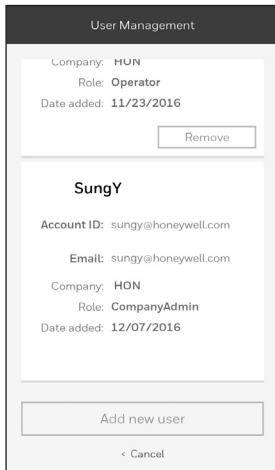 User Management
Company: HON
Role: Operator
Date added: 11/23/2016
Remove
SungY
Account ID: sungy@honeywell.com
Email: sungy@honeywell.com
Company: HON
Role: CompanyAdmin
Date added: 12/07/2016
Add new user
< Cancel